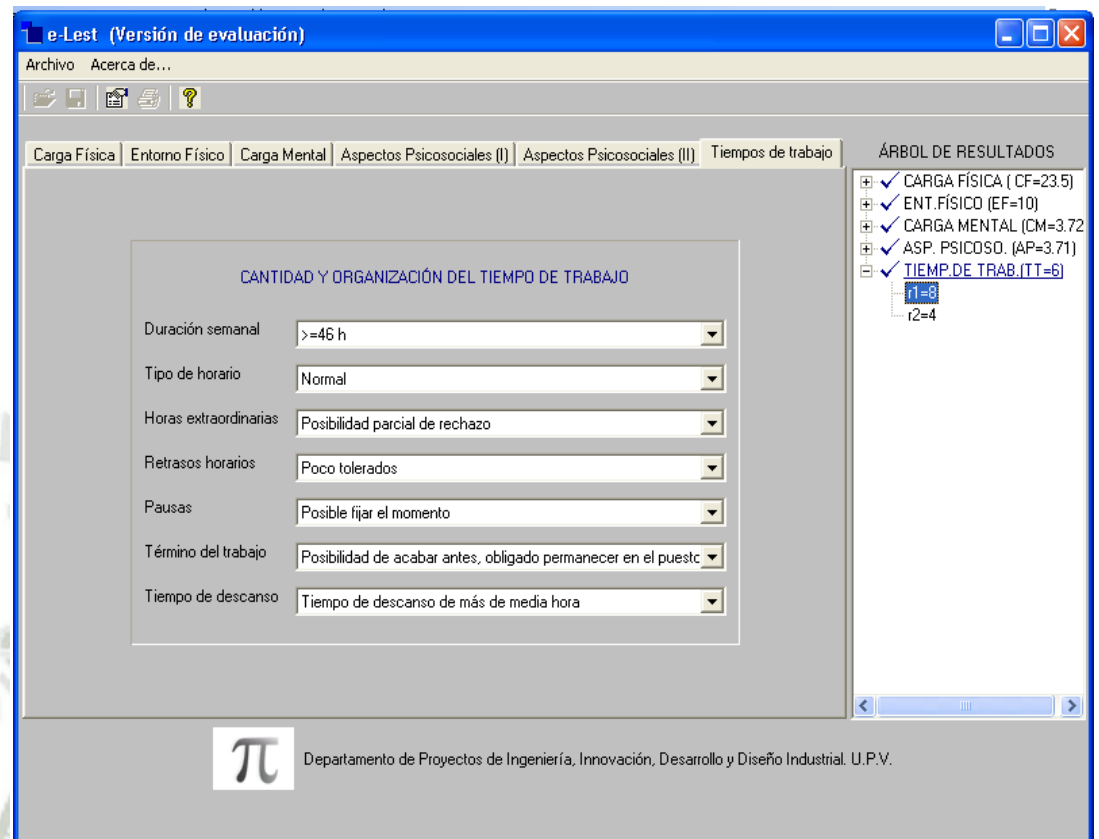 e-Lest (Versión de evaluación)
Archivo Acerca de...
Carga Física Entorno Físico Carga Mental Aspectos Psicosociales (I) Aspectos Psicosociales (II) Tiempos de trabajo
ÁRBOL DE RESULTADOS
CARGA FÍSICA ( CF=23.5)
ENT.FÍSICO (EF=10)
CARGA MENTAL (CM=3.72
ASP. PSICOSO. (AP=3.71)
TIEMP.DE TRAB.(TT=6)
r1=8
r2=4
CANTIDAD Y ORGANIZACIÓN DEL TIEMPO DE TRABAJO
Duración semanal >=46 h
Tipo de horario Normal
Horas extraordinarias Posibilidad parcial de rechazo
Retrasos horarios Poco tolerados
Pausas Posible fijar el momento
Término del trabajo Posibilidad de acabar antes, obligado permanecer en el puesto
Tiempo de descanso Tiempo de descanso de más de media hora
π Departamento de Proyectos de Ingeniería, Innovación, Desarrollo y Diseño Industrial. U.P.V.